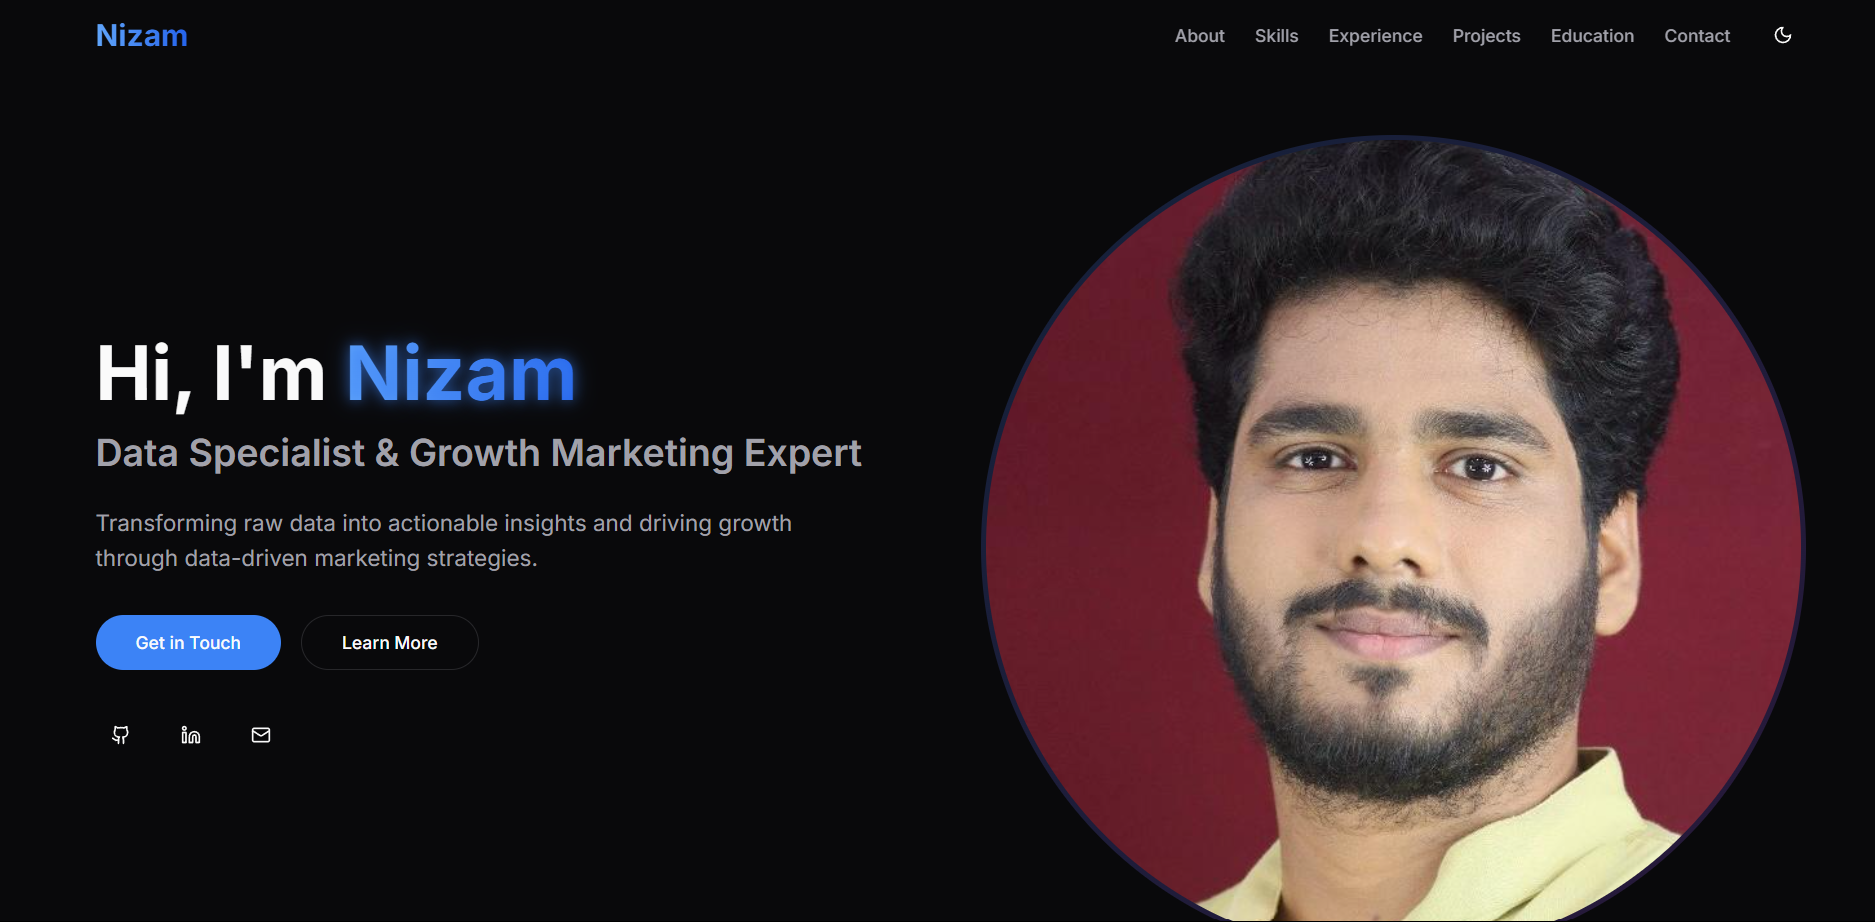 Nizam
About Skills Experience Projects Education Contact
Hi, I'm Nizam
Data Specialist & Growth Marketing Expert
Transforming raw data into actionable insights and driving growth
through data-driven marketing strategies.
Get in Touch Learn More
in